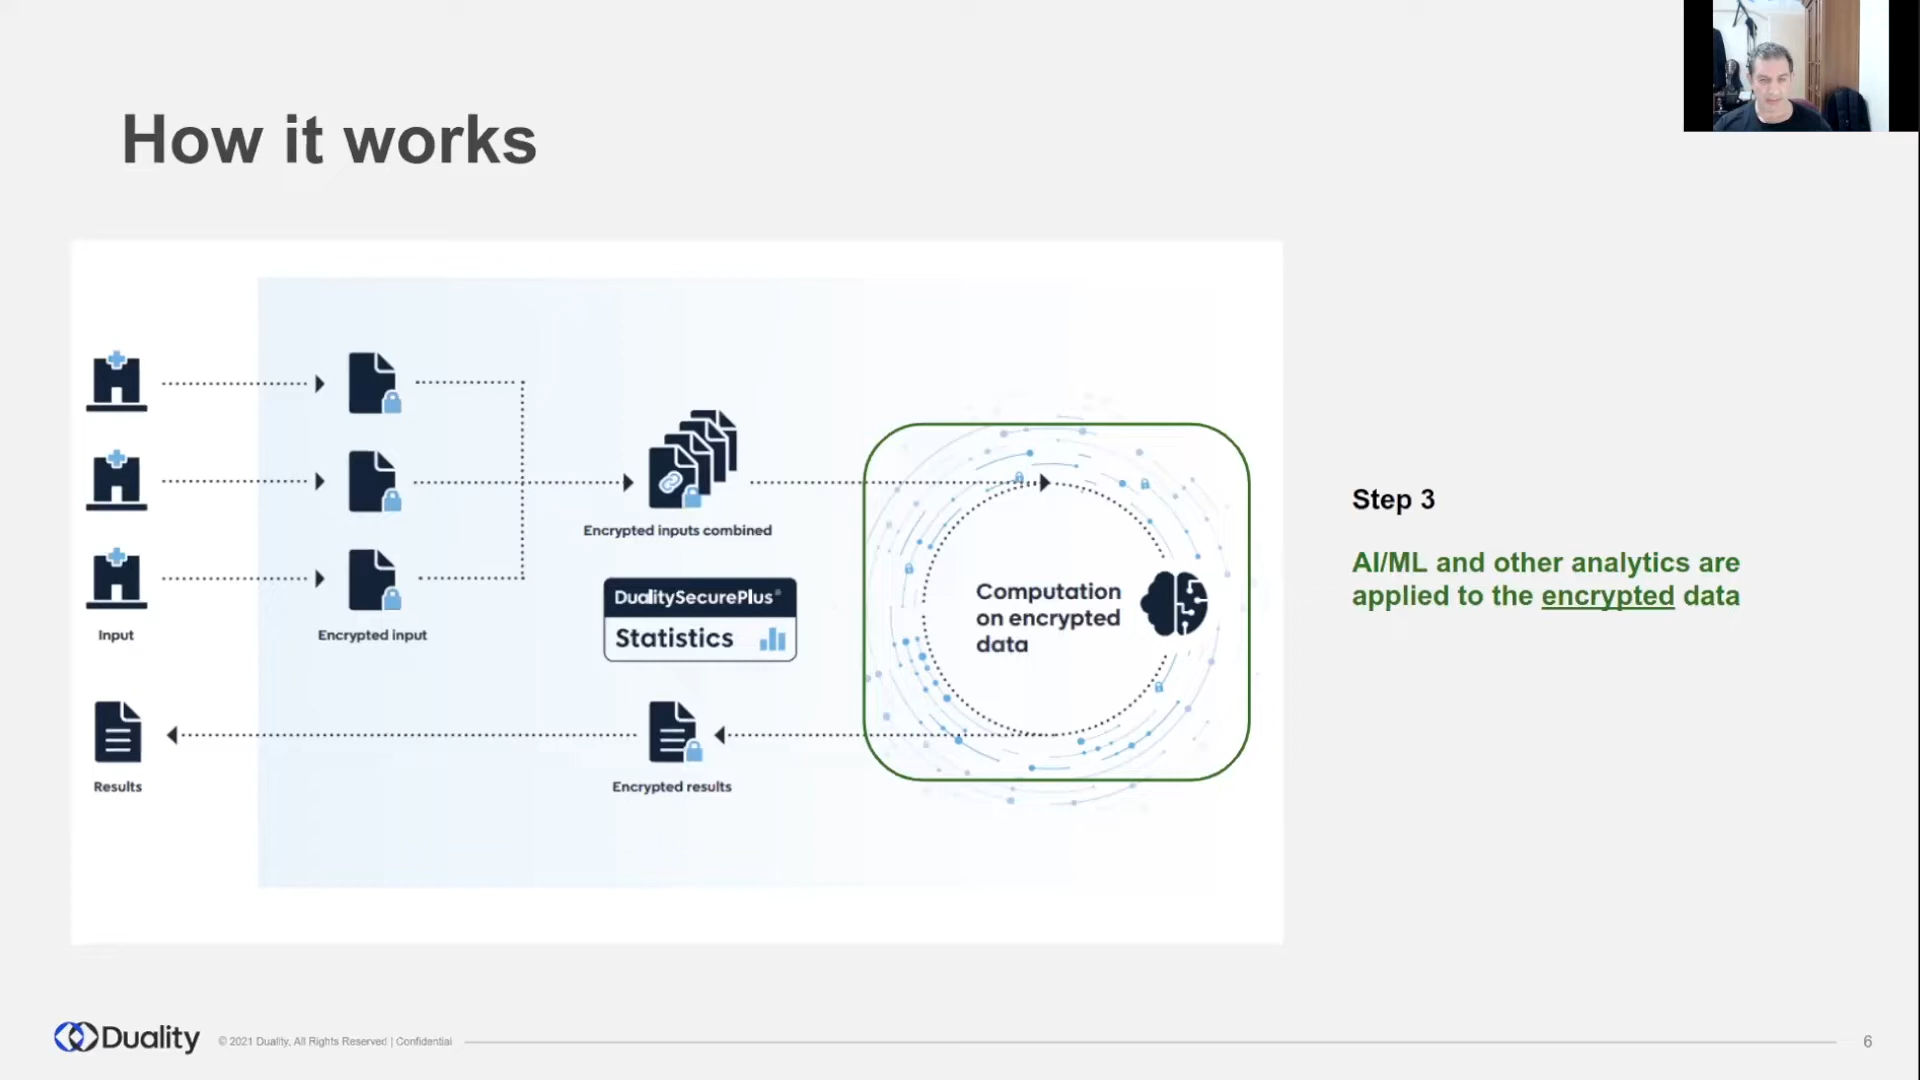 How it works
Encrypted inputs combined
DualitySecurePlus®
Statistics
Computation
on encrypted
data
Input
Encrypted input
Results
Encrypted results
Step 3
AI/ML and other analytics are
applied to the encrypted data
Duality
© 2021 Duality, All Rights Reserved | Confidential
6